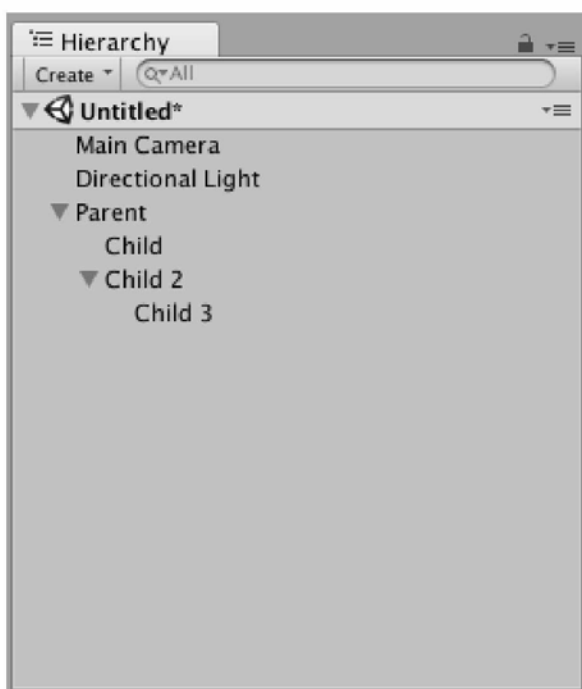 Hierarchy
Create All
Untitled*
Main Camera
Directional Light
Parent
Child
Child 2
Child 3